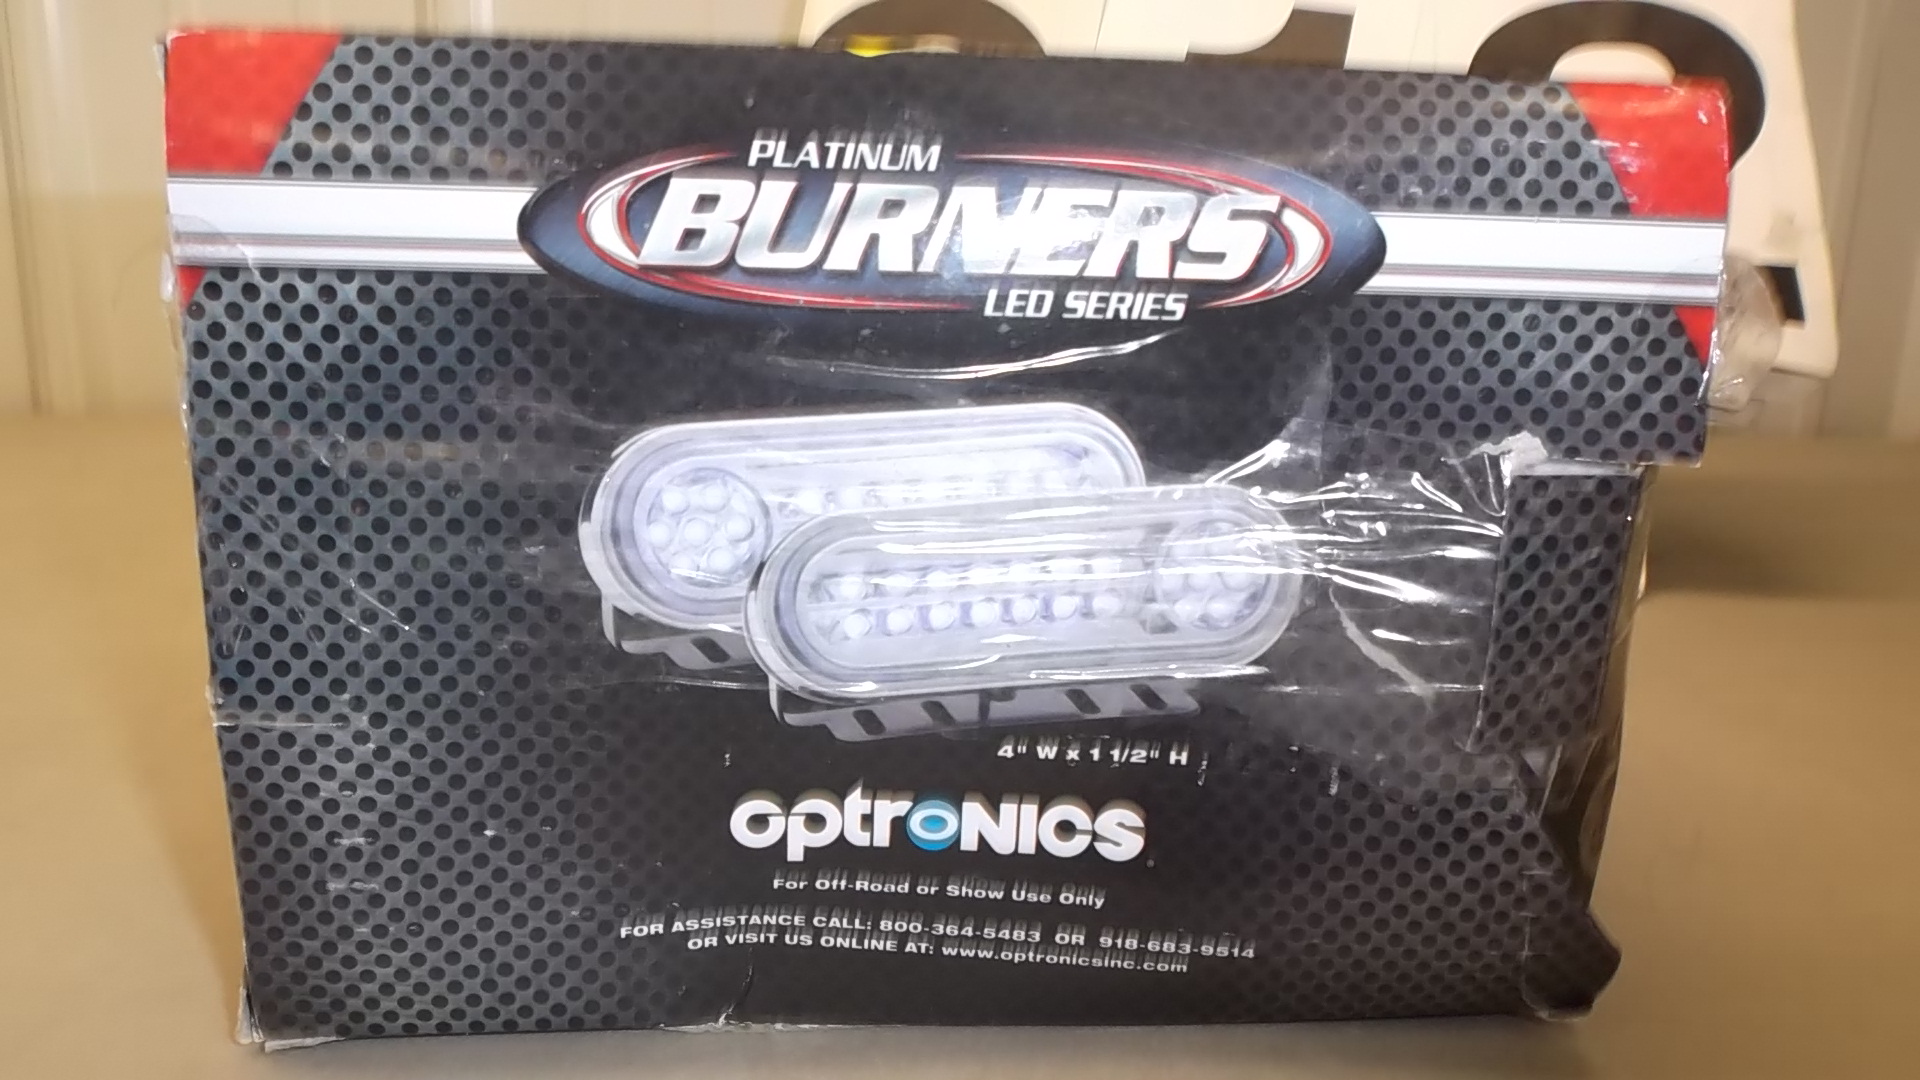 PLATINUM
BURNERS
LED SERIES
4" W x 1 1/2" H
optroNICS
For Off-Road or Show Use Only
FOR ASSISTANCE CALL: 800-364-5483 OR 918-683-9514
OR VISIT US ONLINE AT: www.optronicsinc.com